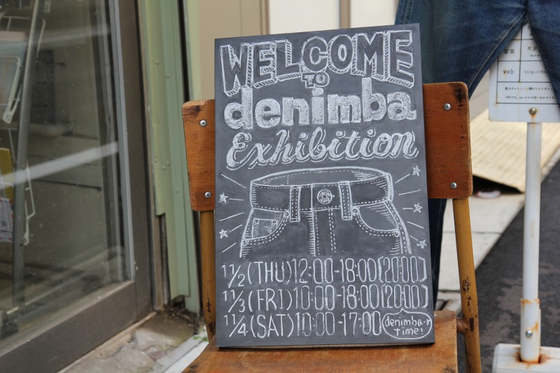 WELCOME
TO
denimba
Exhibition
11/2 (THU) 12:00-18:00(20:00)
11/3 (FRI) 10:00-18:00(20:00)
11/4 (SAT) 10:00-17:00
denimba-r
time!